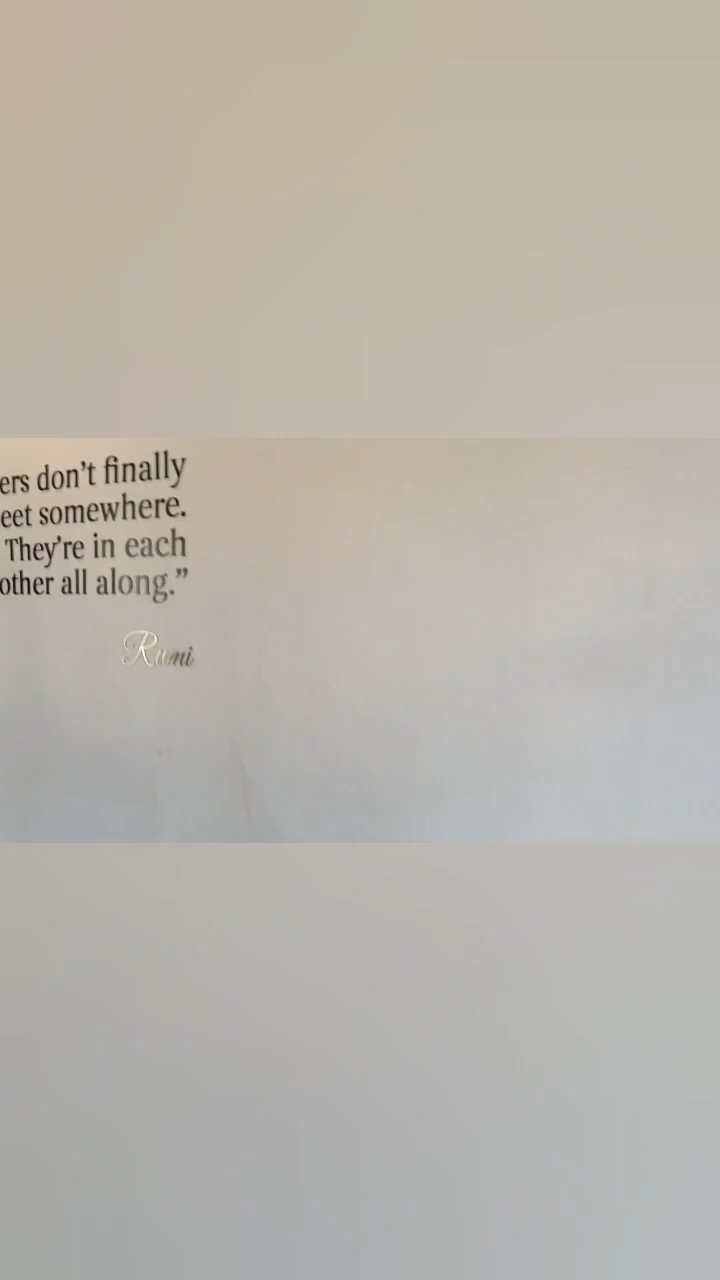 ers don’t finally
eet somewhere.
They’re in each
other all along.”
Rumi